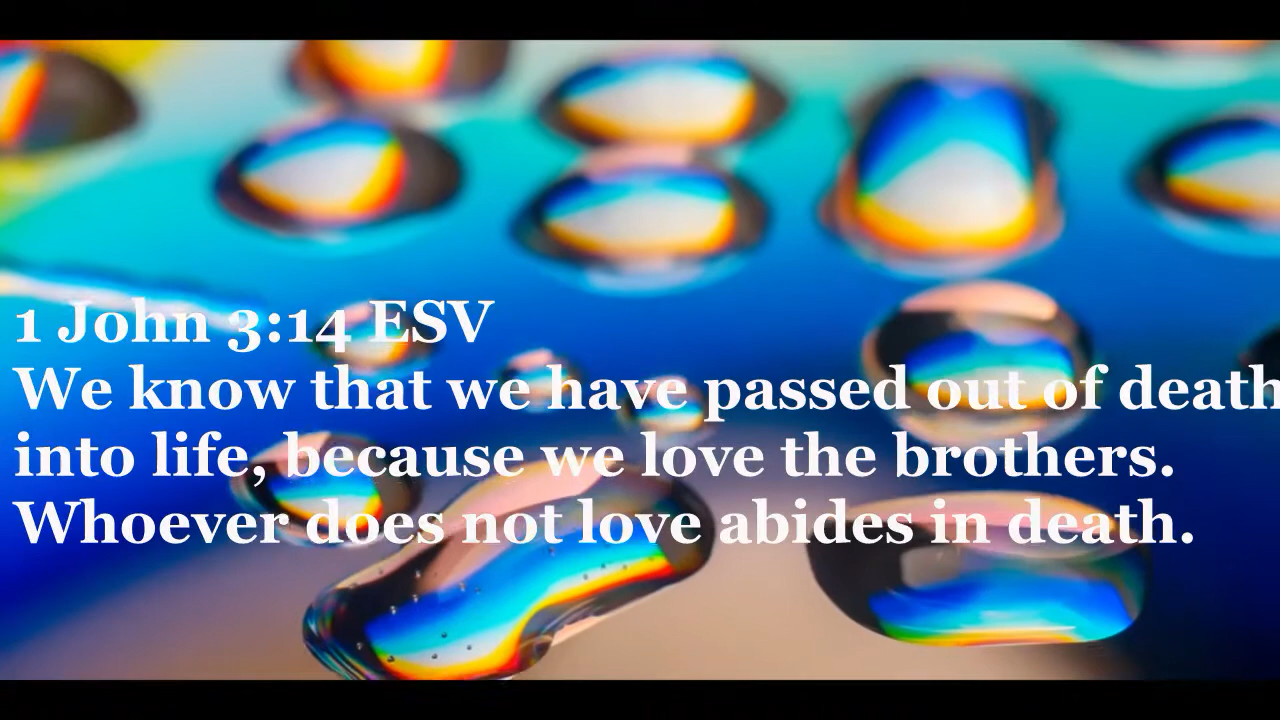 1 John 3:14 ESV
We know that we have passed out of death
into life, because we love the brothers.
Whoever does not love abides in death.